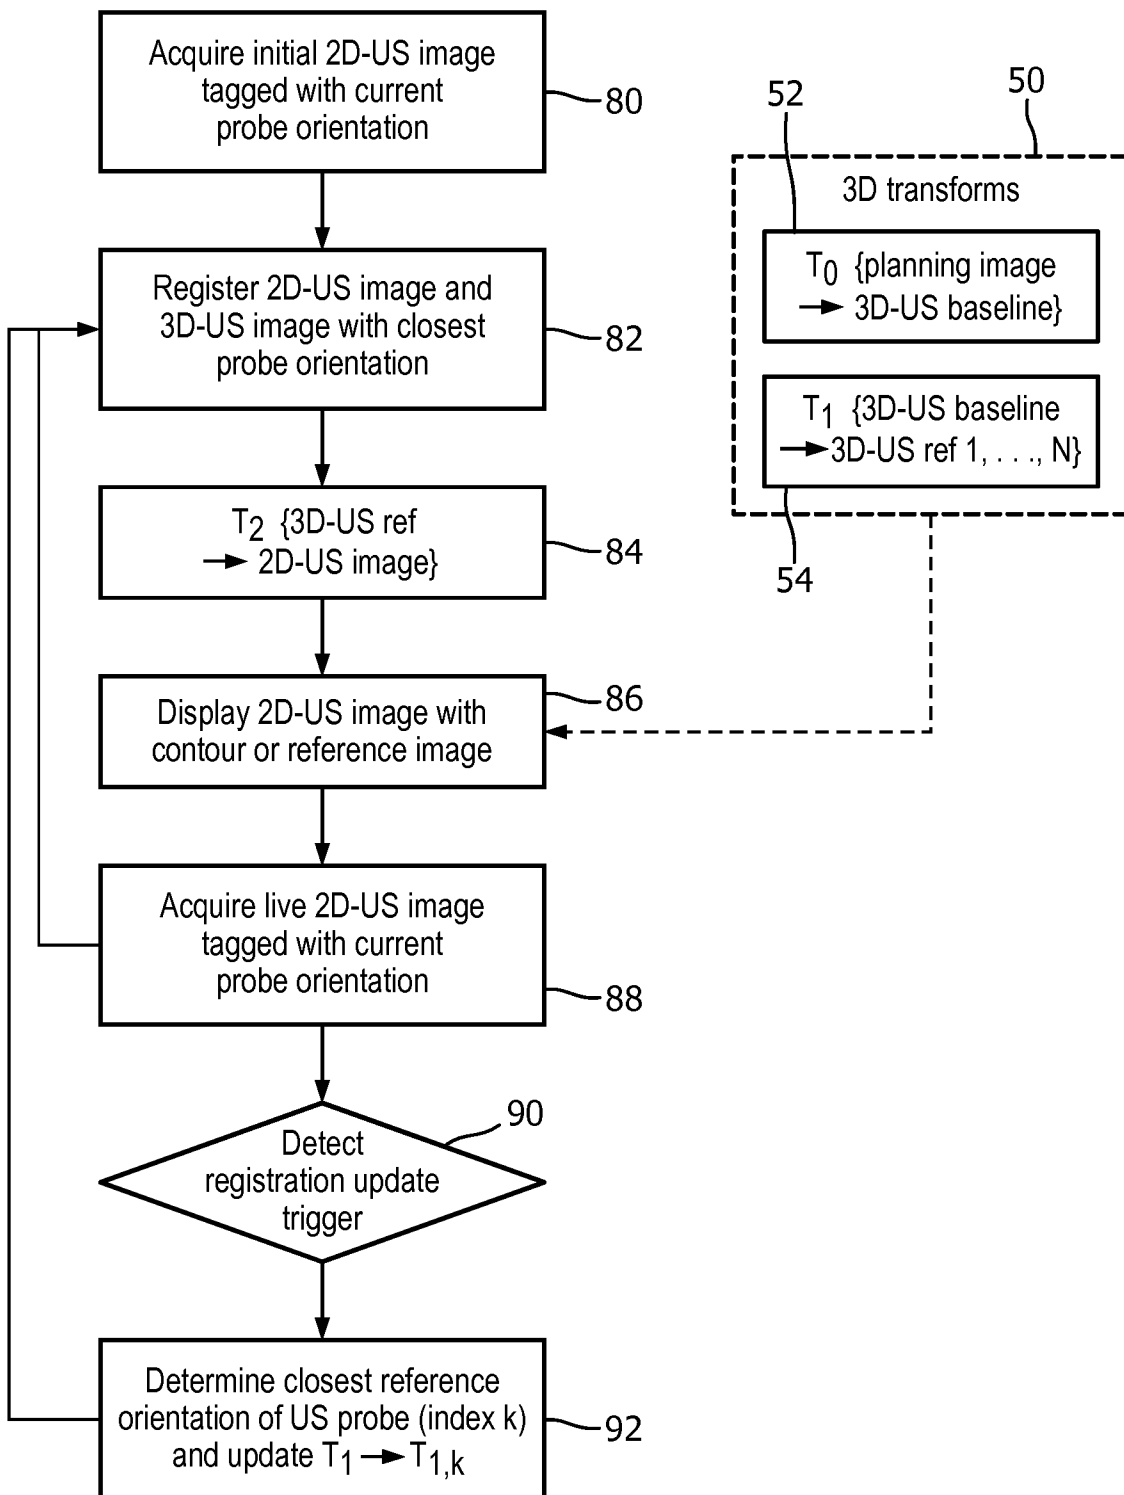 Acquire initial 2D-US image
tagged with current
probe orientation
80
Register 2D-US image and
3D-US image with closest
probe orientation
82
T2 {3D-US ref
→ 2D-US image}
84
Display 2D-US image with
contour or reference image
86
Acquire live 2D-US image
tagged with current
probe orientation
88
Detect
registration update
trigger
90
Determine closest reference
orientation of US probe (index k)
and update T1 → T1,k
92
50
3D transforms
52
T0 {planning image
→ 3D-US baseline}
T1 {3D-US baseline
→ 3D-US ref 1, . . ., N}
54